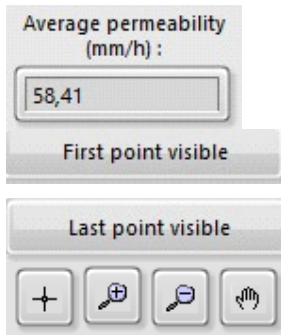 Average permeability
(mm/h) :
58,41
First point visible
Last point visible